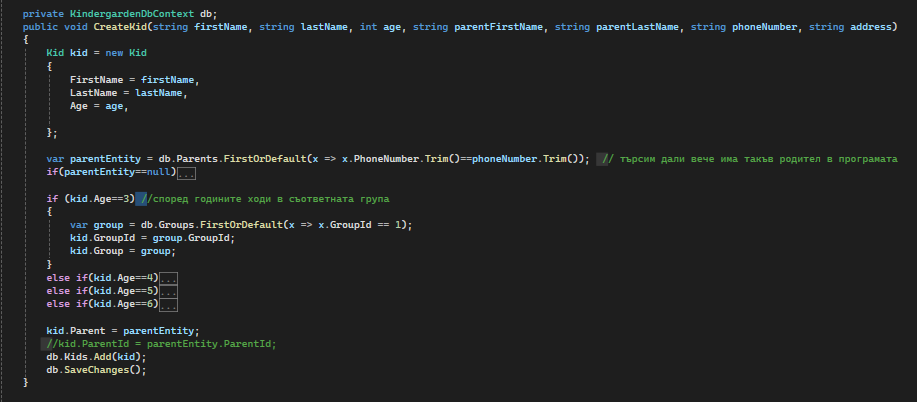 private KindergardenDbContext db;
public void CreateKid(string firstName, string lastName, int age, string parentFirstName, string parentLastName, string phoneNumber, string address)
{
Kid kid = new Kid
{
FirstName = firstName,
LastName = lastName,
Age = age,
};
var parentEntity = db.Parents.FirstOrDefault(x => x.PhoneNumber.Trim()==phoneNumber.Trim()); // търсим дали вече има такъв родител в програмата
if(parentEntity==null)...
if (kid.Age==3) //според годините ходи в съответната група
{
var group = db.Groups.FirstOrDefault(x => x.GroupId == 1);
kid.GroupId = group.GroupId;
kid.Group = group;
}
else if(kid.Age==4)...
else if(kid.Age==5)...
else if(kid.Age==6)...
kid.Parent = parentEntity;
//kid.ParentId = parentEntity.ParentId;
db.Kids.Add(kid);
db.SaveChanges();
}